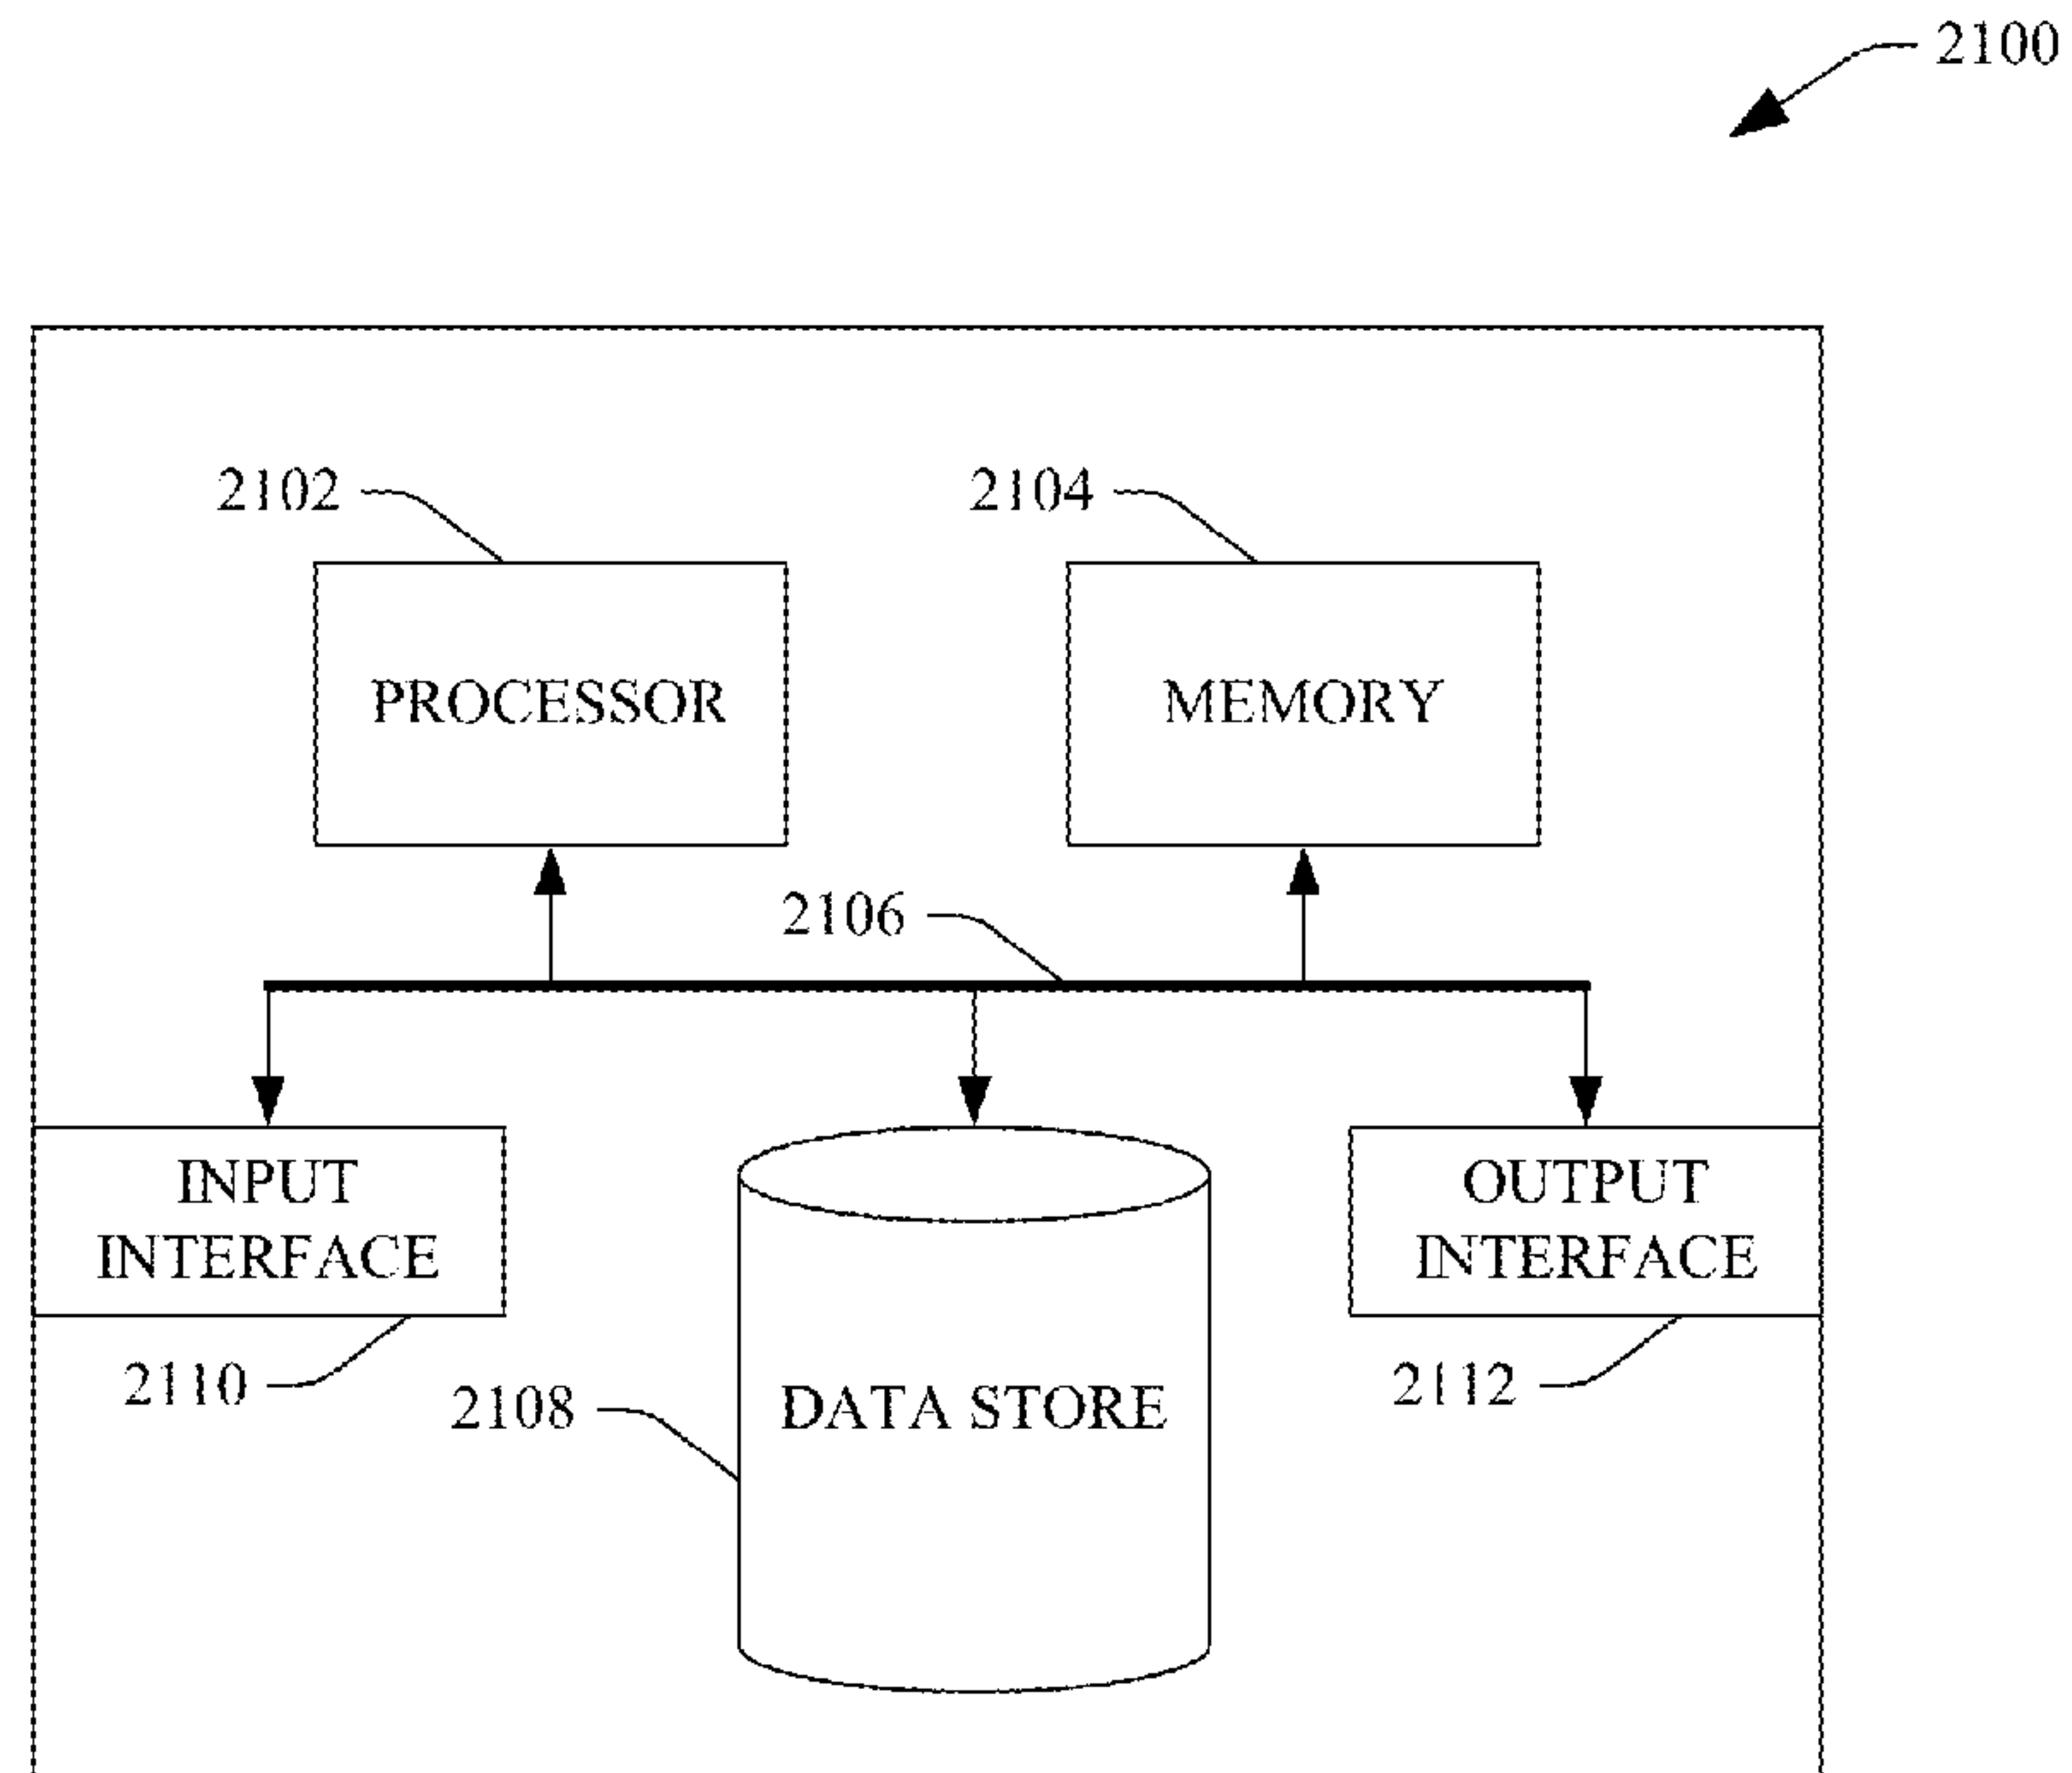 2100
2102
2104
PROCESSOR
MEMORY
2106
INPUT
INTERFACE
OUTPUT
INTERFACE
2110
2108
DATA STORE
2112